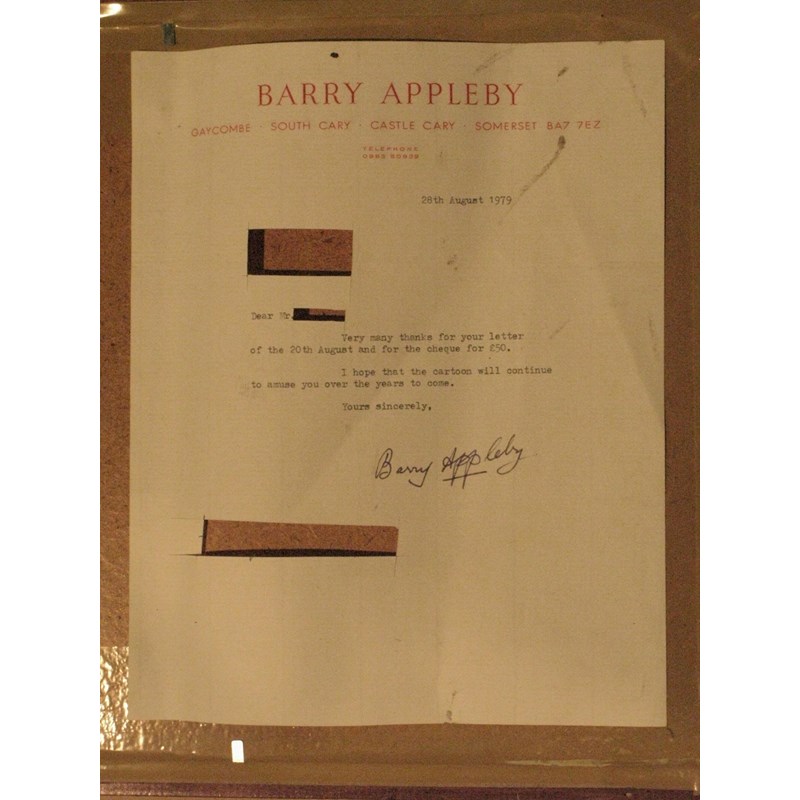 BARRY APPLEBY
GAYCOMBE · SOUTH CARY · CASTLE CARY · SOMERSET BA7 7EZ
TELEPHONE
28th August 1979
Dear Mr.
Very many thanks for your letter
of the 20th August and for the cheque for £50.
I hope that the cartoon will continue
to amuse you over the years to come.
Yours sincerely,
Barry Appleby